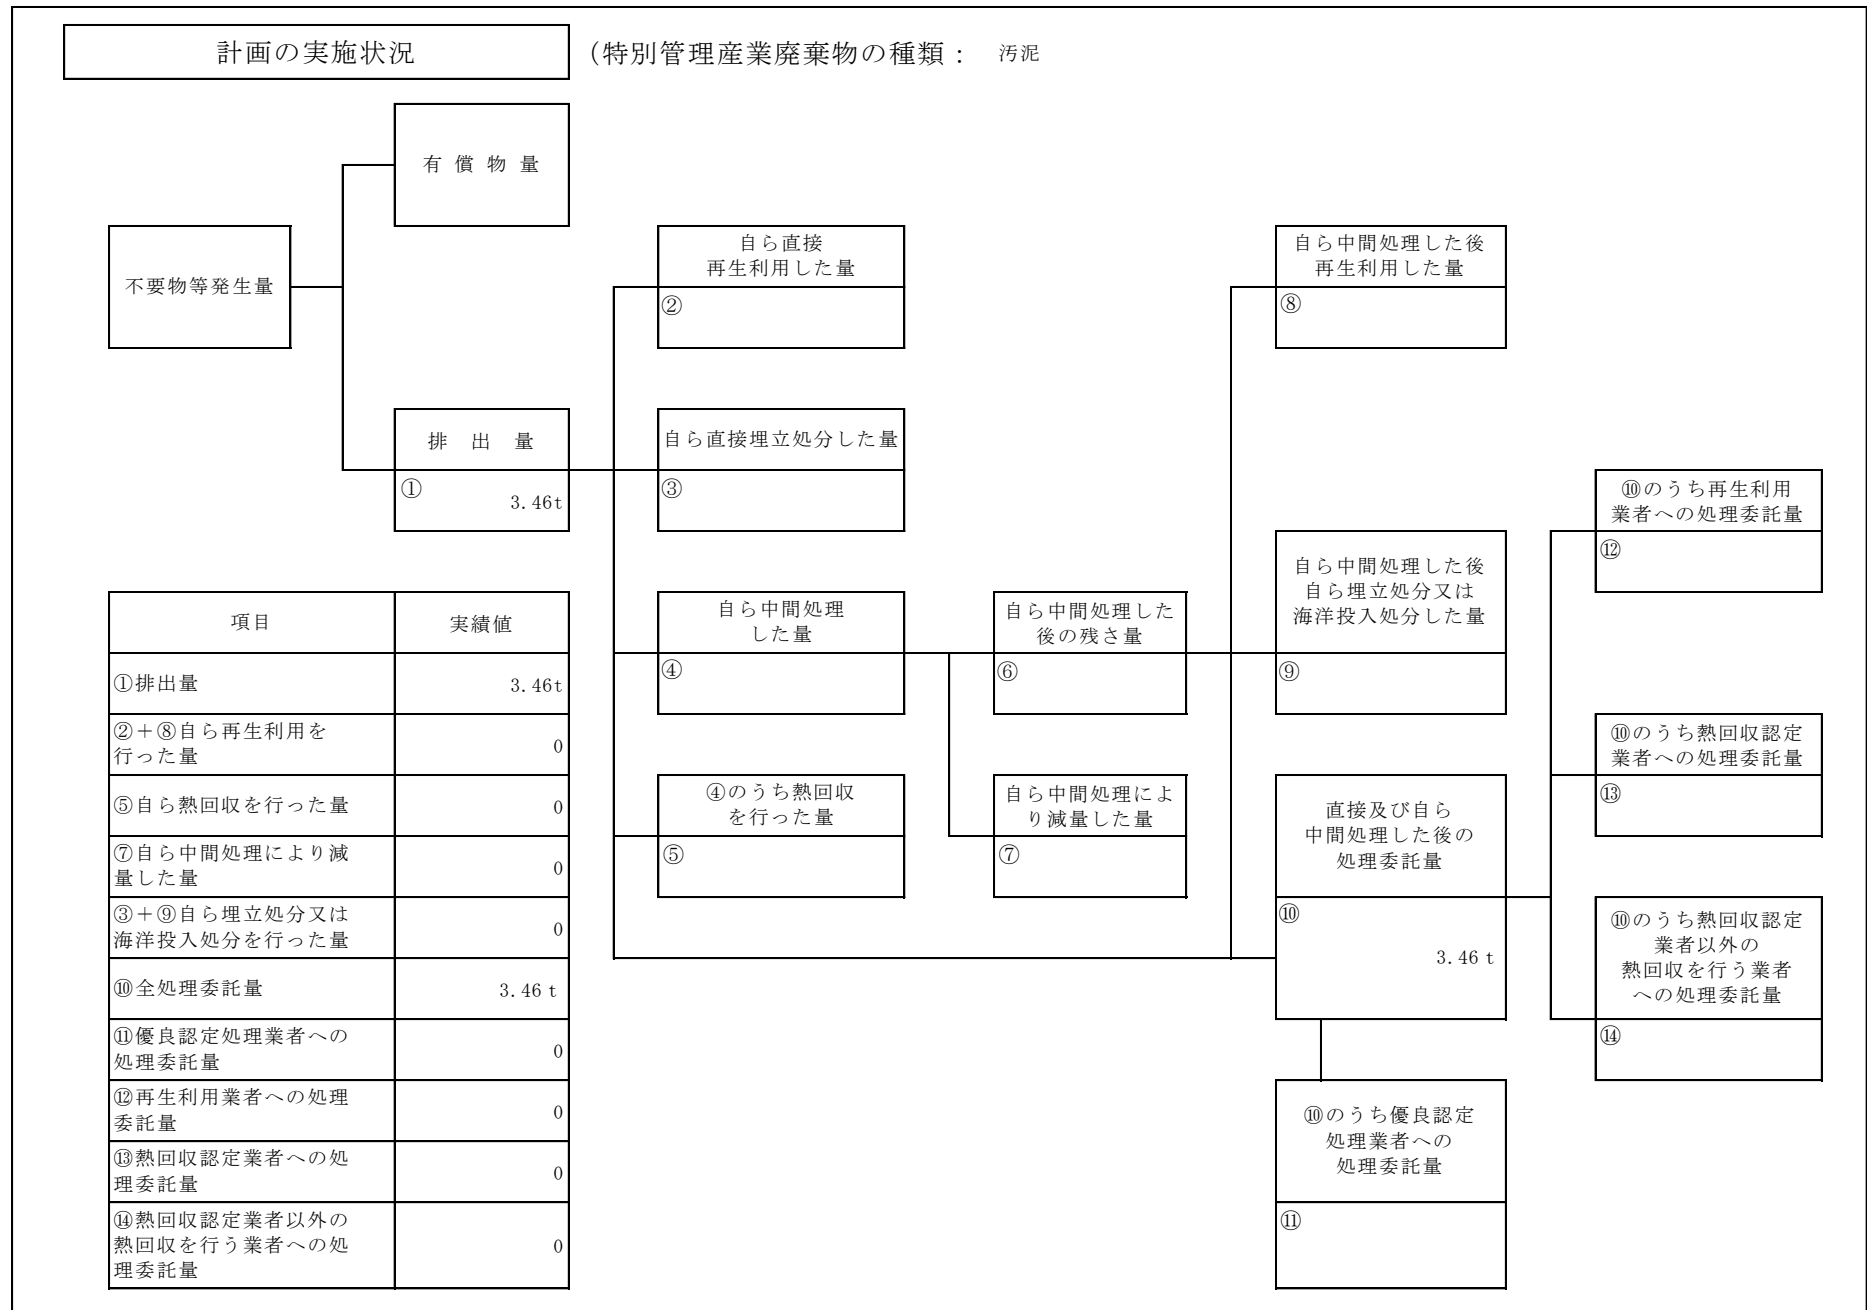 計画の実施状況
（特別管理産業廃棄物の種類： 汚泥
有償物量
不要物等発生量
自ら直接
再生利用した量
②
自ら中間処理した後
再生利用した量
⑧
排出量
① 3.46t
自ら直接埋立処分した量
③
⑩のうち再生利用
業者への処理委託量
⑫
自ら中間処理した後
自ら埋立処分又は
海洋投入処分した量
⑨
自ら中間処理
した量
④
自ら中間処理した
後の残さ量
⑥
⑩のうち熱回収認定
業者への処理委託量
⑬
④のうち熱回収
を行った量
⑤
自ら中間処理によ
り減量した量
⑦
直接及び自ら
中間処理した後の
処理委託量
⑩
3.46 t
⑩のうち熱回収認定
業者以外の
熱回収を行う業者
への処理委託量
⑭
⑩のうち優良認定
処理業者への
処理委託量
⑪
項目 実績値
①排出量 3.46t
②＋⑧自ら再生利用を
行った量 0
⑤自ら熱回収を行った量 0
⑦自ら中間処理により減
量した量 0
③＋⑨自ら埋立処分又は
海洋投入処分を行った量 0
⑩全処理委託量 3.46 t
⑪優良認定処理業者への
処理委託量 0
⑫再生利用業者への処理
委託量 0
⑬熱回収認定業者への処
理委託量 0
⑭熱回収認定業者以外の
熱回収を行う業者への処
理委託量 0